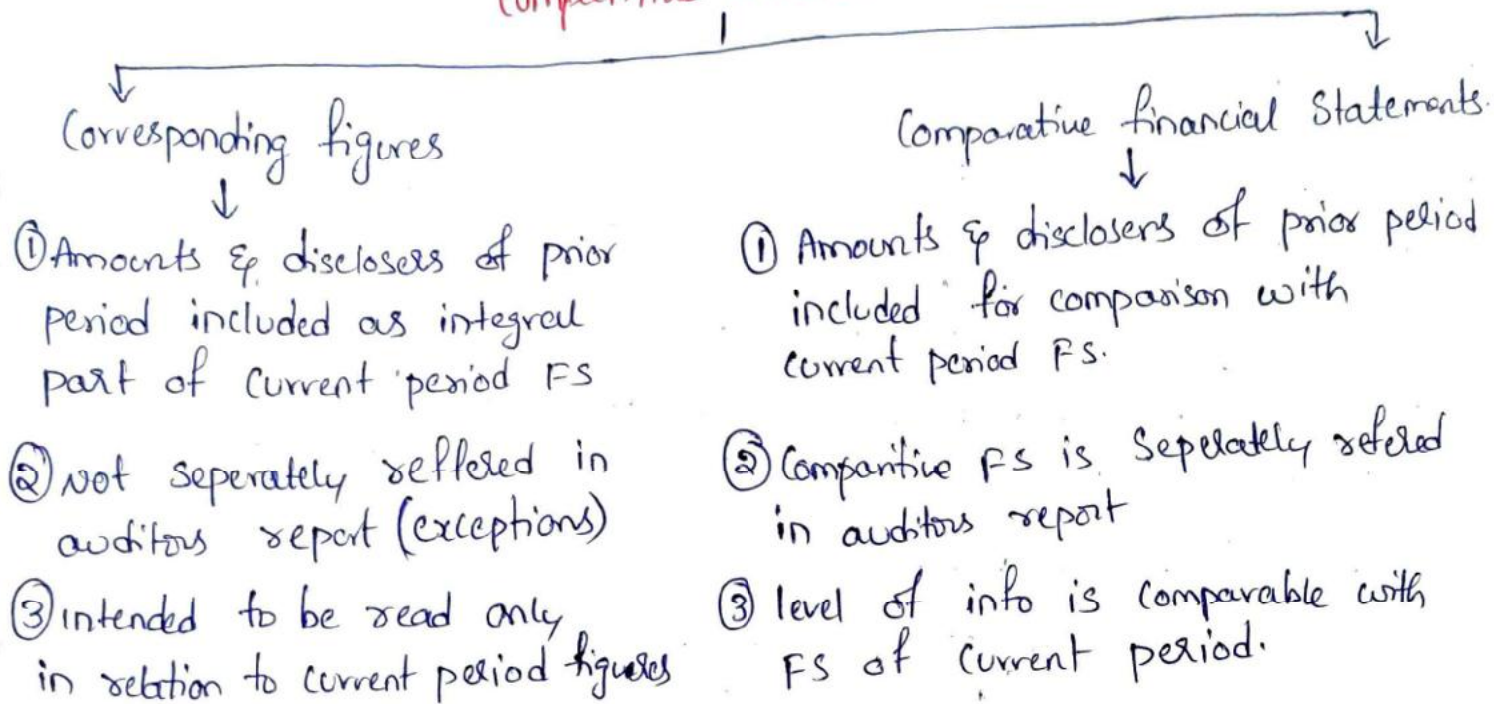 Corresponding figures
① Amounts & disclosers of prior
period included as integral
part of current period FS
② Not seperately reffered in
auditors report (exceptions)
③ intended to be read only
in relation to current period figures
Comparative financial Statements.
① Amounts & disclosers of prior period
included for comparison with
current period FS.
② Comparitive FS is Seperately refered
in auditors report
③ level of info is comparable with
FS of current period.